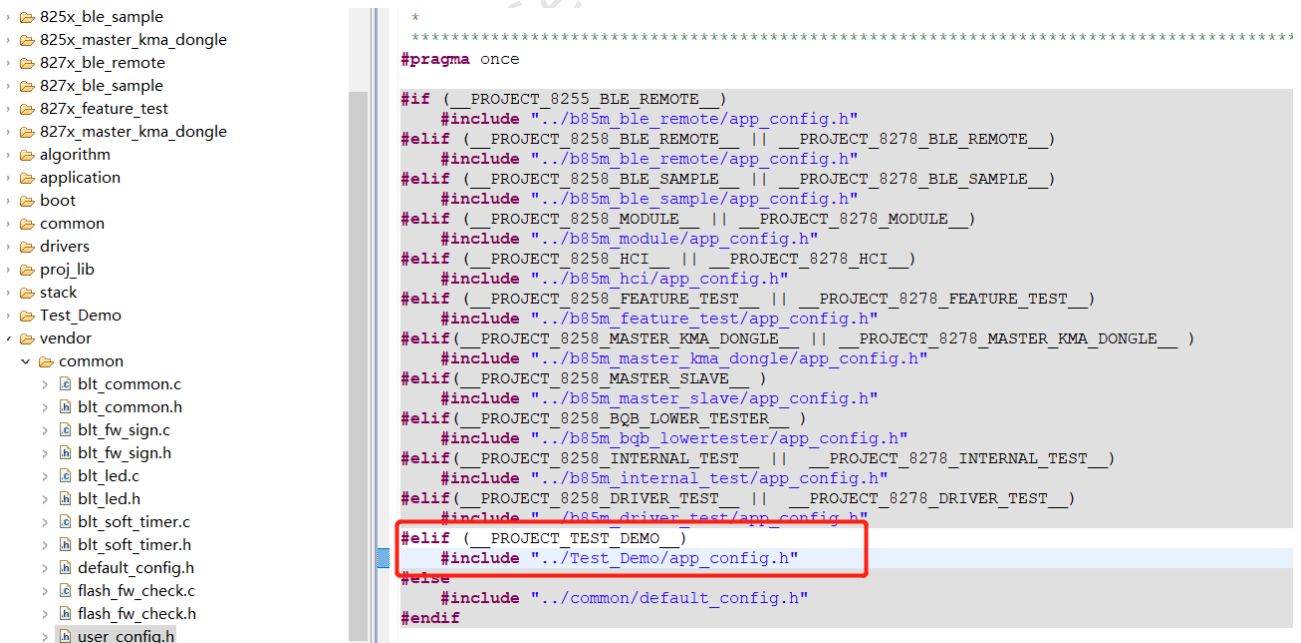 825x_ble_sample
825x_master_kma_dongle
827x_ble_remote
827x_ble_sample
827x_feature_test
827x_master_kma_dongle
algorithm
application
boot
common
drivers
proj_lib
stack
Test_Demo
vendor
common
blt_common.c
blt_common.h
blt_fw_sign.c
blt_fw_sign.h
blt_led.c
blt_led.h
blt_soft_timer.c
blt_soft_timer.h
default_config.h
flash_fw_check.c
flash_fw_check.h
user_config.h
*
*****************************************************************************************
#pragma once
#if (__PROJECT_8255_BLE_REMOTE__)
#include "../b85m_ble_remote/app_config.h"
#elif (__PROJECT_8258_BLE_REMOTE__ || __PROJECT_8278_BLE_REMOTE__)
#include "../b85m_ble_remote/app_config.h"
#elif (__PROJECT_8258_BLE_SAMPLE__ || __PROJECT_8278_BLE_SAMPLE__)
#include "../b85m_ble_sample/app_config.h"
#elif (__PROJECT_8258_MODULE__ || __PROJECT_8278_MODULE__)
#include "../b85m_module/app_config.h"
#elif (__PROJECT_8258_HCI__ || __PROJECT_8278_HCI__)
#include "../b85m_hci/app_config.h"
#elif (__PROJECT_8258_FEATURE_TEST__ || __PROJECT_8278_FEATURE_TEST__)
#include "../b85m_feature_test/app_config.h"
#elif(__PROJECT_8258_MASTER_KMA_DONGLE__ || __PROJECT_8278_MASTER_KMA_DONGLE__ )
#include "../b85m_master_kma_dongle/app_config.h"
#elif(__PROJECT_8258_MASTER_SLAVE__ )
#include "../b85m_master_slave/app_config.h"
#elif(__PROJECT_8258_BQB_LOWER_TESTER__ )
#include "../b85m_bqb_lowertester/app_config.h"
#elif(__PROJECT_8258_INTERNAL_TEST__ || __PROJECT_8278_INTERNAL_TEST__)
#include "../b85m_internal_test/app_config.h"
#elif(__PROJECT_8258_DRIVER_TEST__ || __PROJECT_8278_DRIVER_TEST__)
#include "../b85m_driver_test/app_config.h"
#elif (__PROJECT_TEST_DEMO__)
#include "../Test_Demo/app_config.h"
#else
#include "../common/default_config.h"
#endif